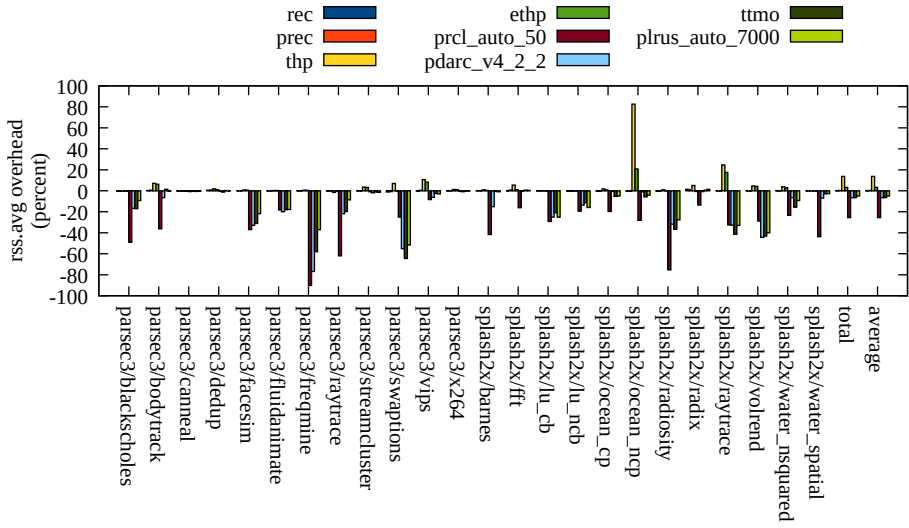 rec ethp ttmo
prec prcl_auto_50 plrus_auto_7000
thp pdarc_v4_2_2
rss.avg overhead
(percent)
100
80
60
40
20
0
-20
-40
-60
-80
-100
parsec3/blackscholes
parsec3/bodytrack
parsec3/canneal
parsec3/dedup
parsec3/facesim
parsec3/fluidanimate
parsec3/freqmine
parsec3/raytrace
parsec3/streamcluster
parsec3/swaptions
parsec3/vips
parsec3/x264
splash2x/barnes
splash2x/fft
splash2x/lu_cb
splash2x/lu_ncb
splash2x/ocean_cp
splash2x/ocean_ncp
splash2x/radiosity
splash2x/radix
splash2x/raytrace
splash2x/volrend
splash2x/water_nsquared
splash2x/water_spatial
total
average